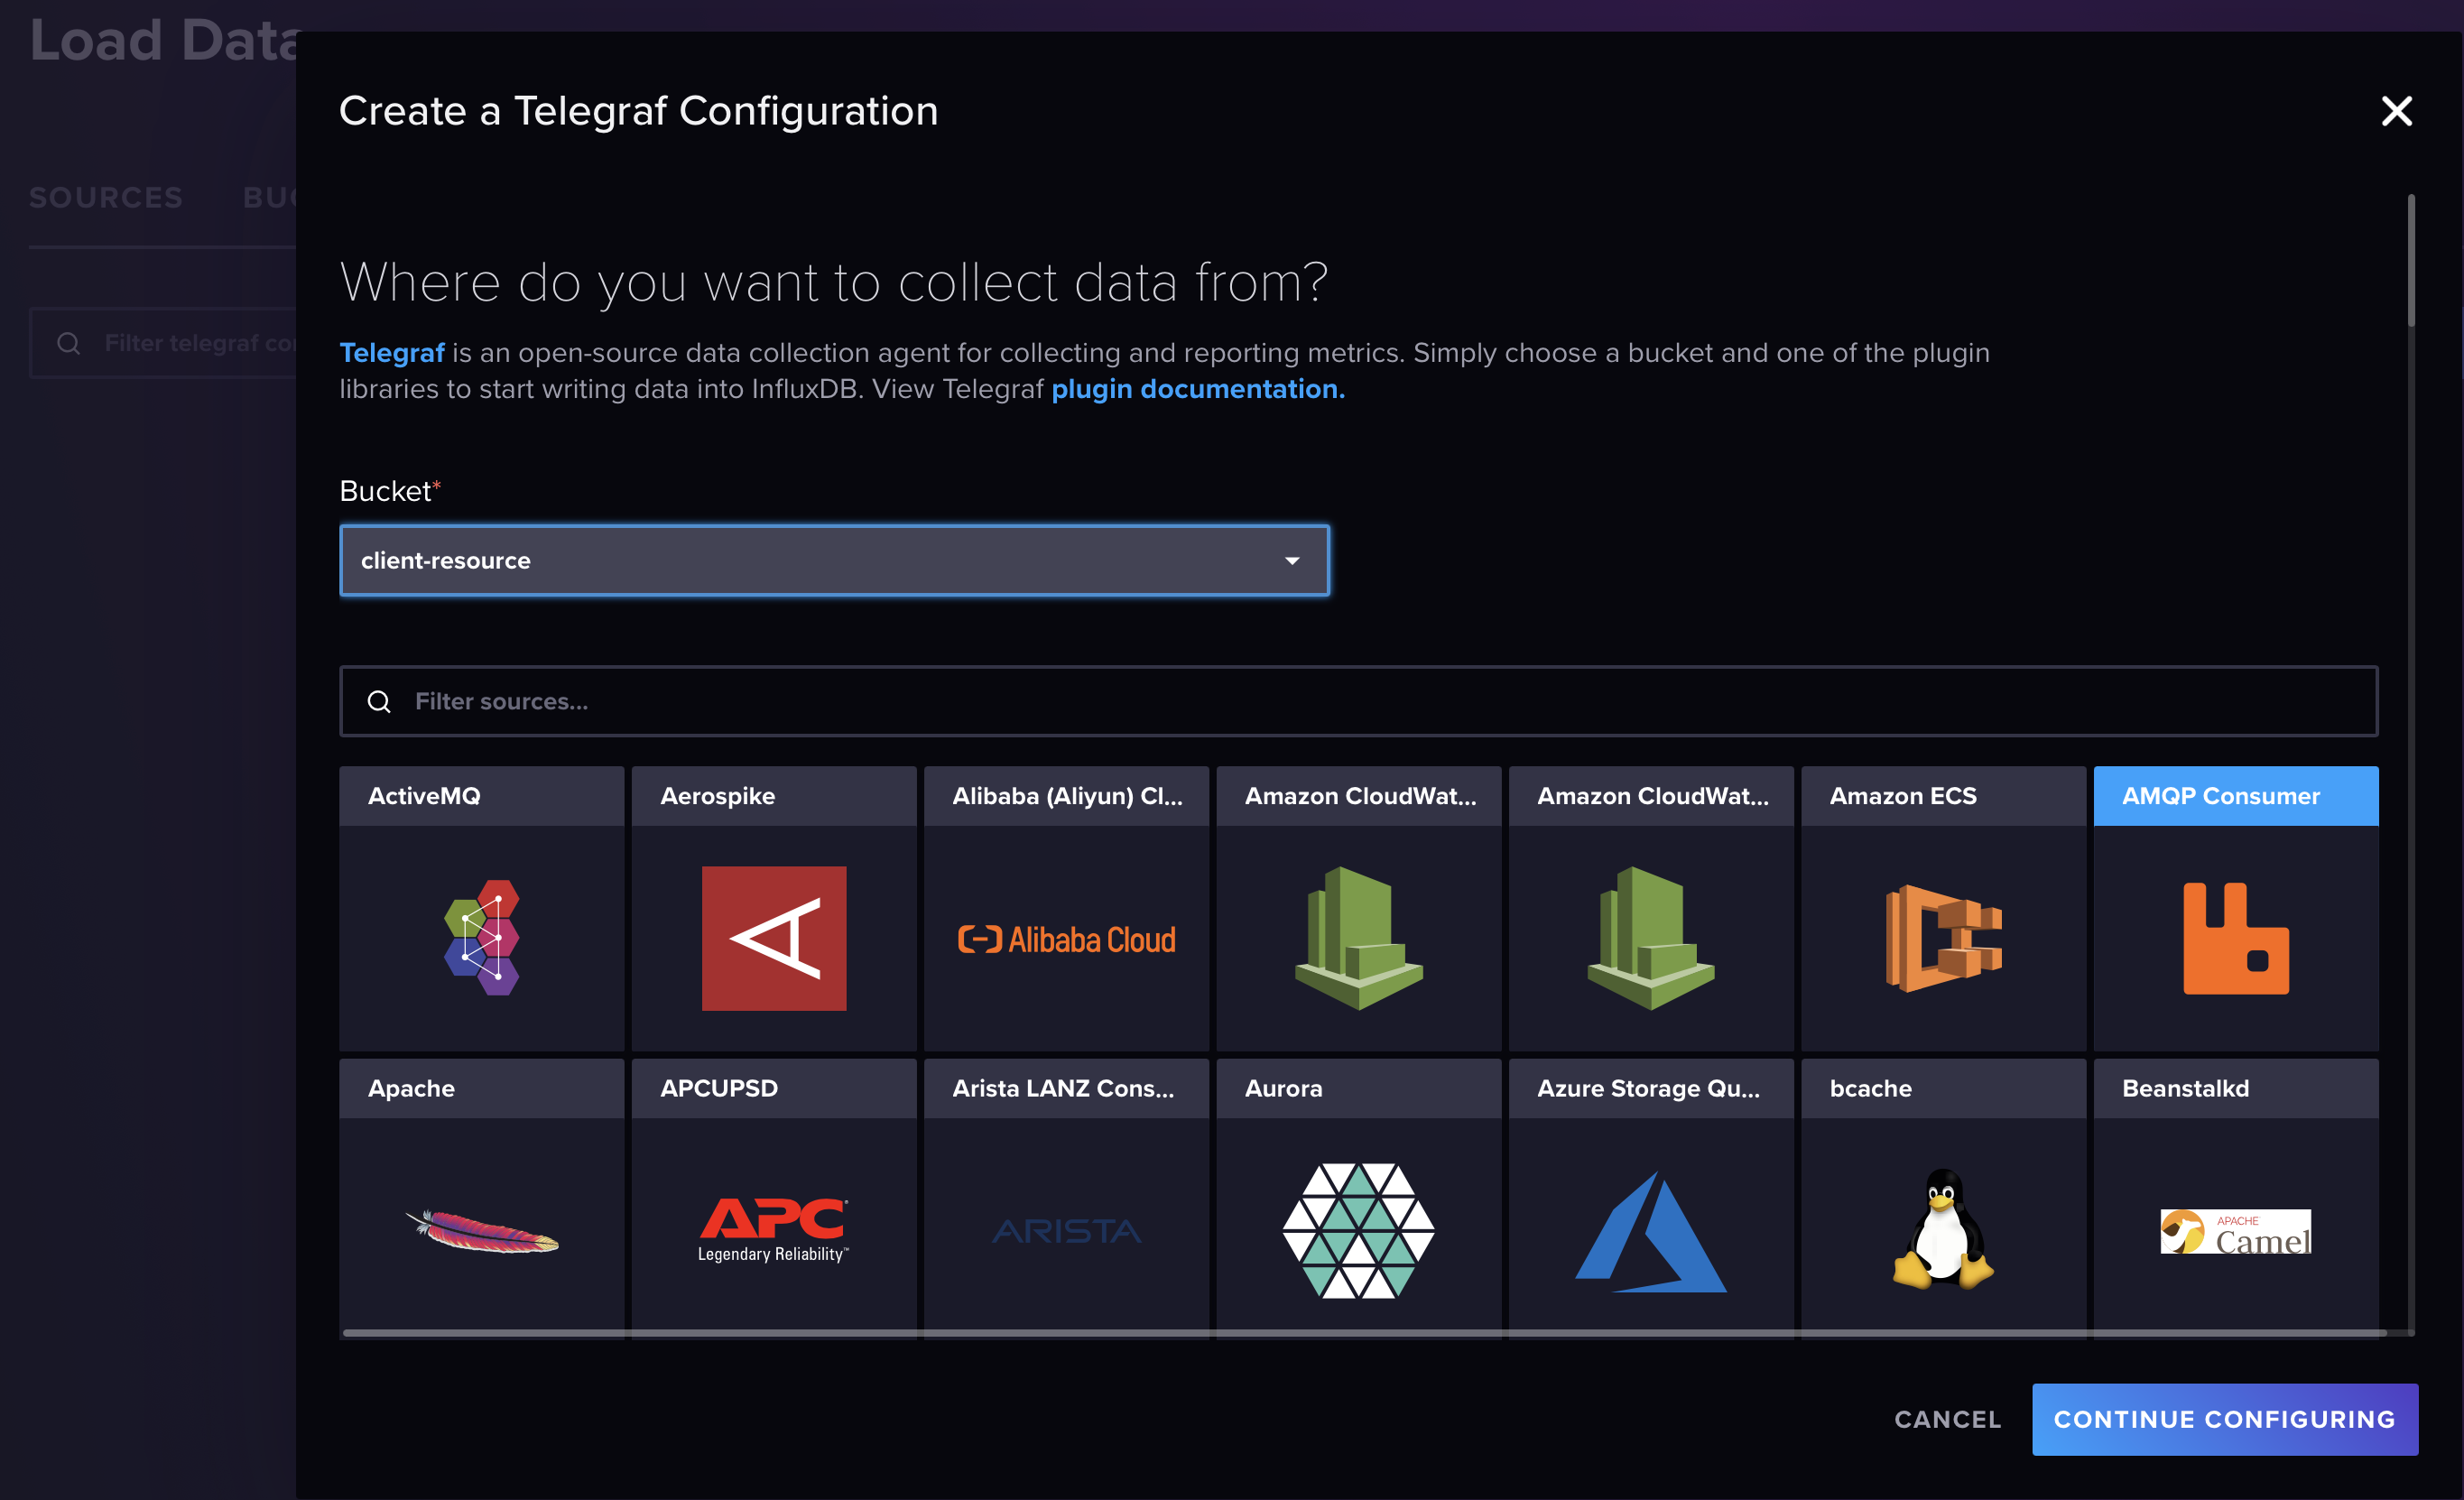 Load Data
Create a Telegraf Configuration
SOURCES
Where do you want to collect data from?
Filter telegraf
Telegraf is an open-source data collection agent for collecting and reporting metrics. Simply choose a bucket and one of the plugin
libraries to start writing data into InfluxDB. View Telegraf plugin documentation.
Bucket*
client-resource
Filter sources...
ActiveMQ
Aerospike
Alibaba (Aliyun) Cl...
Amazon CloudWat...
Amazon CloudWat...
Amazon ECS
AMQP Consumer
Alibaba Cloud
Apache
APCUPSD
Arista LANZ Cons...
Aurora
Azure Storage Qu...
bcache
Beanstalkd
APC
Legendary Reliability™
ARISTA
APACHE
Camel
CANCEL
CONTINUE CONFIGURING